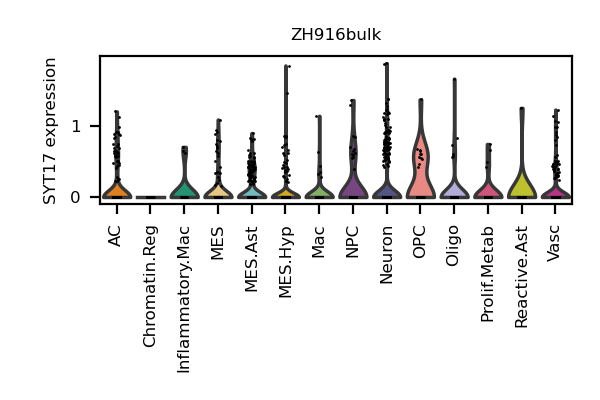 ZH916bulk
SYT17 expression
1
0
AC
Chromatin.Reg
Inflammatory.Mac
MES
MES.Ast
MES.Hyp
Mac
NPC
Neuron
OPC
Oligo
Prolif.Metab
Reactive.Ast
Vasc